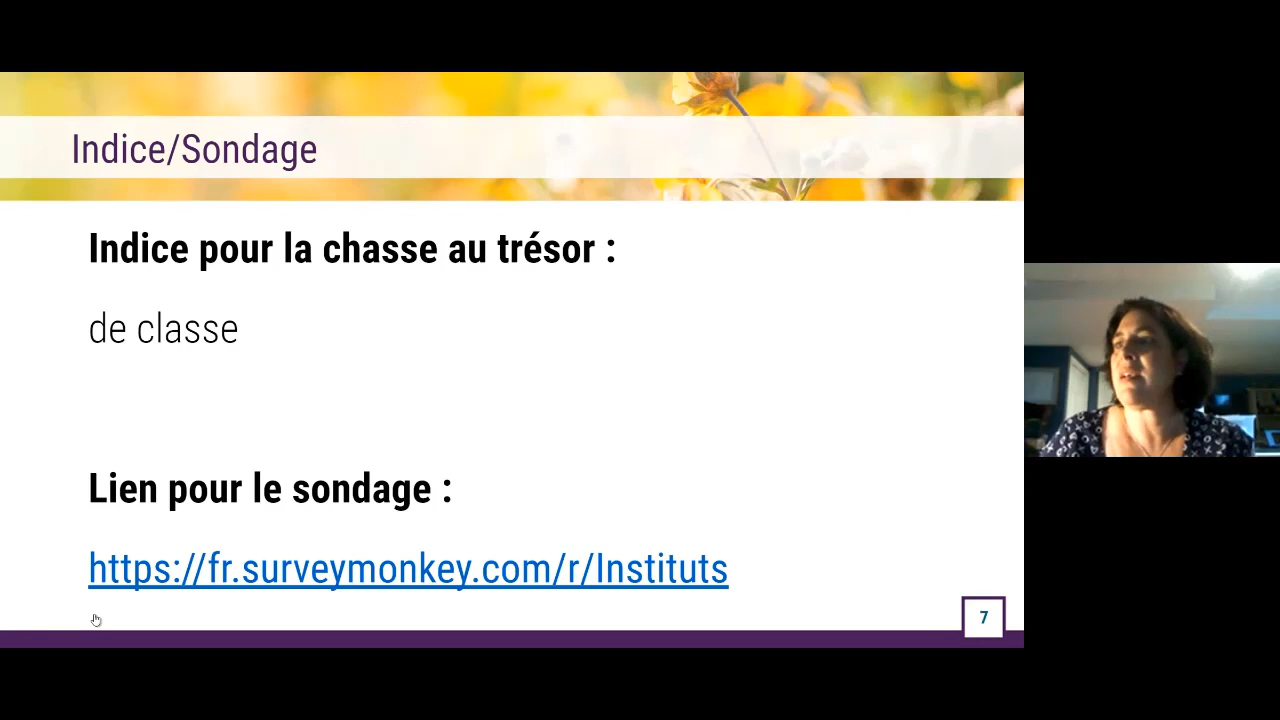 Indice/Sondage
Indice pour la chasse au trésor :
de classe
Lien pour le sondage :
https://fr.surveymonkey.com/r/Instituts
7